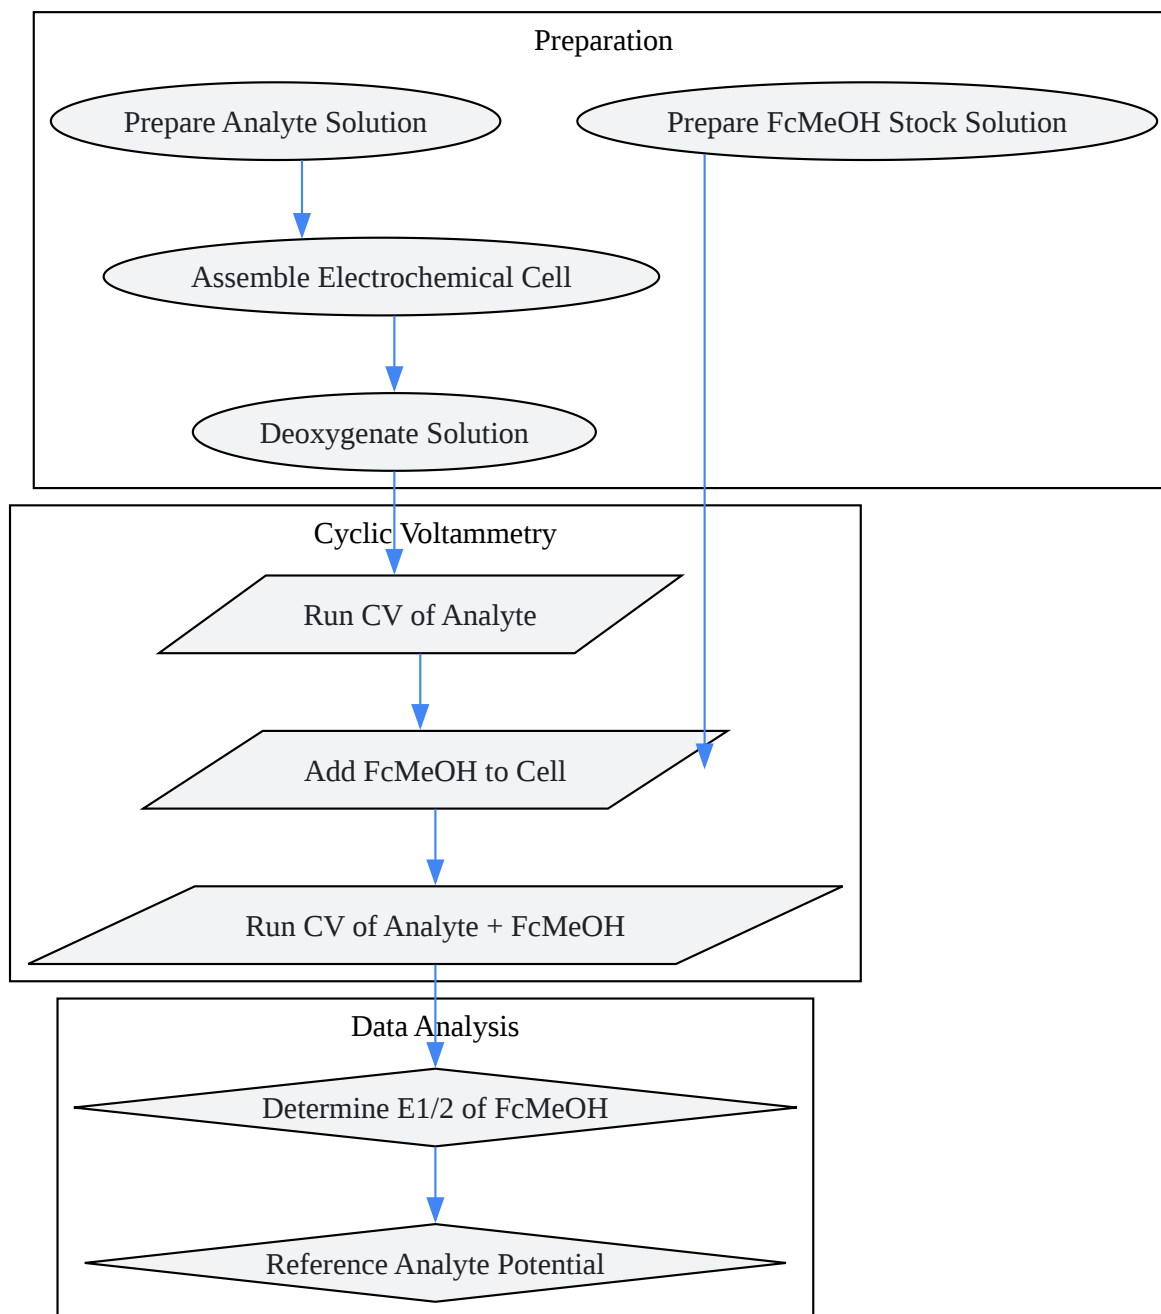 Preparation
Prepare Analyte Solution
Prepare FcMeOH Stock Solution
Assemble Electrochemical Cell
Deoxygenate Solution
Cyclic Voltammetry
Run CV of Analyte
Add FcMeOH to Cell
Run CV of Analyte + FcMeOH
Data Analysis
Determine E1/2 of FcMeOH
Reference Analyte Potential